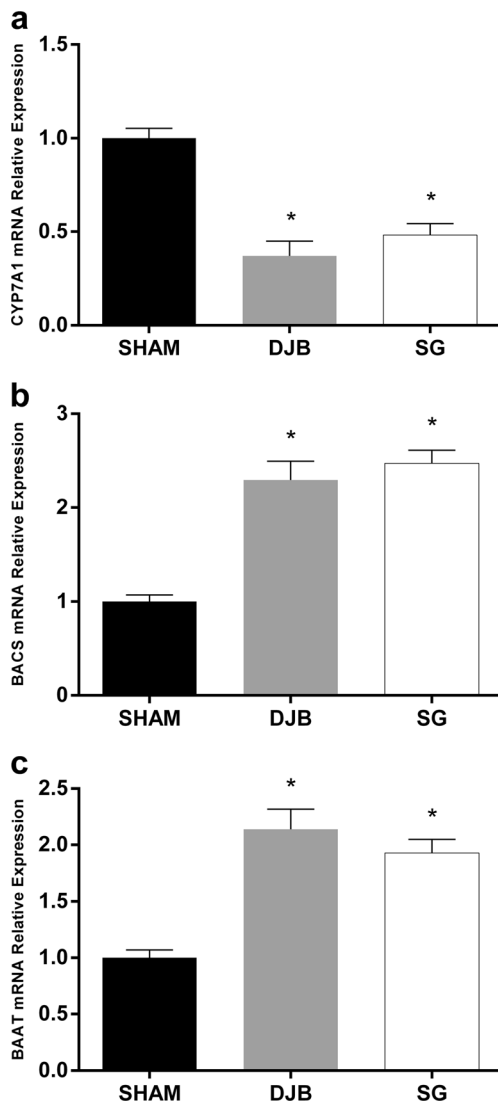 a
CYP7A1 mRNA Relative Expression
1.5
1.0
0.5
0.0
* *
SHAM DJB SG
b
BACS mRNA Relative Expression
3
2
1
0
* *
SHAM DJB SG
c
BAAT mRNA Relative Expression
2.5
2.0
1.5
1.0
0.5
0.0
* *
SHAM DJB SG